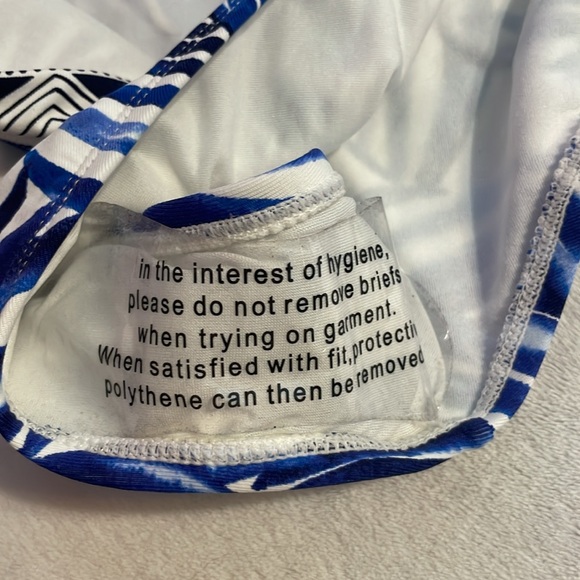 in the interest of hygiene,
please do not remove briefs
when trying on garment.
When satisfied with fit,protectiv
polythene can then be removed